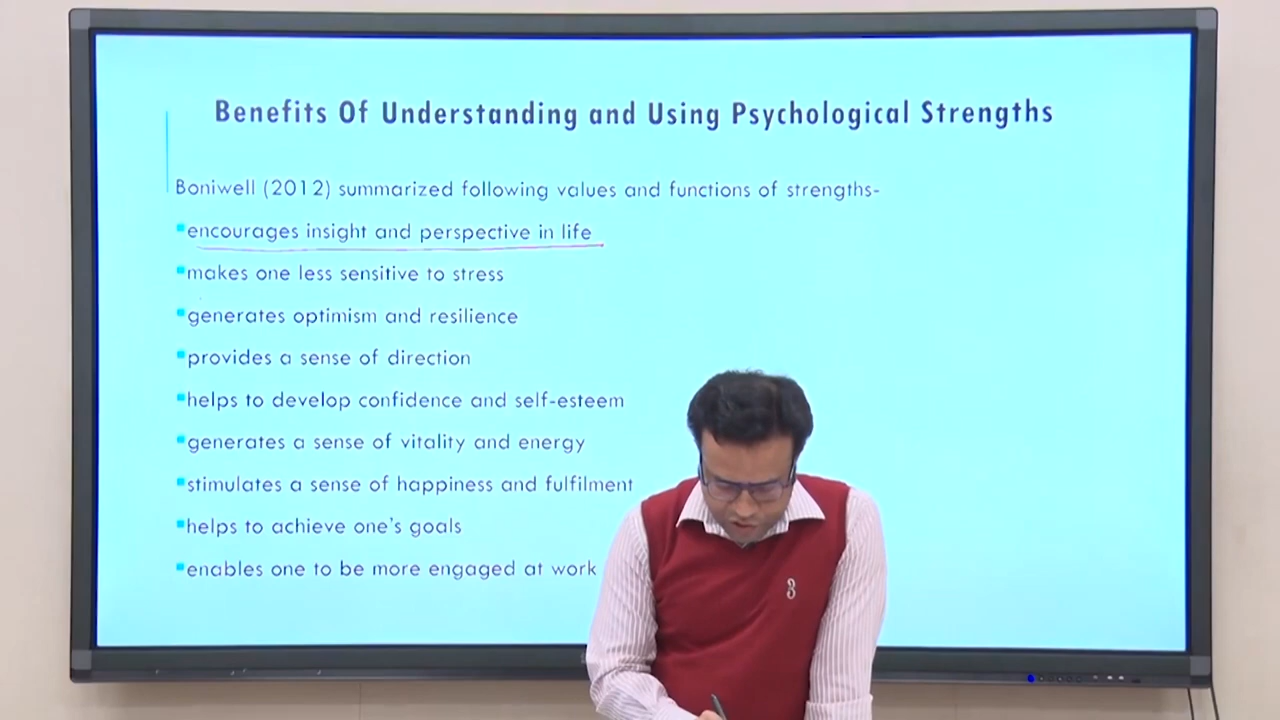 Benefits Of Understanding and Using Psychological Strengths
Boniwell (2012) summarized following values and functions of strengths-
encourages insight and perspective in life
makes one less sensitive to stress
generates optimism and resilience
provides a sense of direction
helps to develop confidence and self-esteem
generates a sense of vitality and energy
stimulates a sense of happiness and fulfilment
helps to achieve one's goals
enables one to be more engaged at work